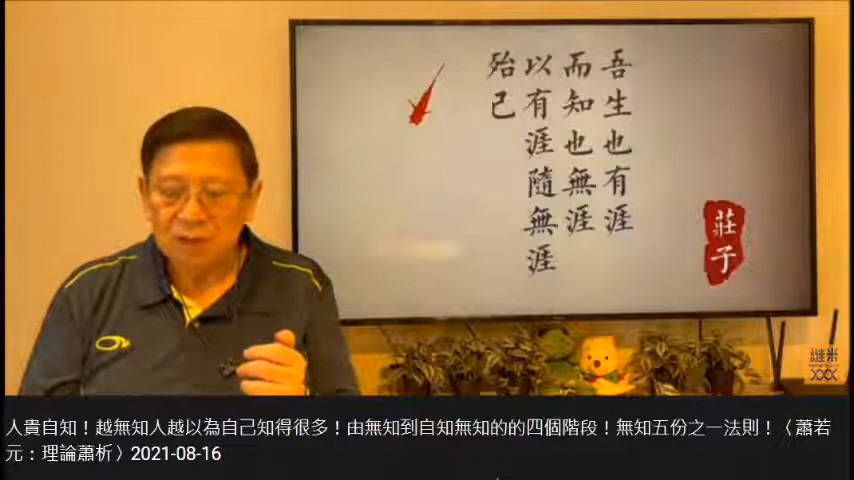 吾生也有涯
而知也無涯
以有涯隨無涯
殆已
莊子
謎米
人貴自知！越無知人越以為自己知得很多！由無知到自知無知的的四個階段！無知五份之一法則！〈蕭若
元：理論蕭析〉2021-08-16